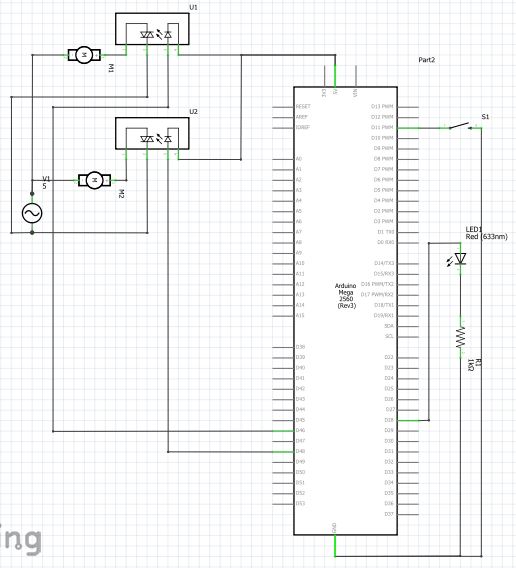 U1
M
M1
Part2
3V3
5V
VIN
U2
M
M2
V1
5
S1
LED1
Red (633nm)
R1
1kΩ
Arduino
Mega
2560
(Rev3)
RESET
AREF
IOREF
A0
A1
A2
A3
A4
A5
A6
A7
A8
A9
A10
A11
A12
A13
A14
A15
D38
D39
D40
D41
D42
D43
D44
D45
D46
D47
D48
D49
D50
D51
D52
D53
D13 PWM
D12 PWM
D11 PWM
D10 PWM
D9 PWM
D8 PWM
D7 PWM
D6 PWM
D5 PWM
D4 PWM
D3 PWM
D2 PWM
D1 TX0
D0 RX0
D14/TX3
D15/RX3
D16 PWM/TX2
D17 PWM/RX2
D18/TX1
D19/RX1
SDA
SCL
D22
D23
D24
D25
D26
D27
D28
D29
D30
D31
D32
D33
D34
D35
D36
D37
GND
ing